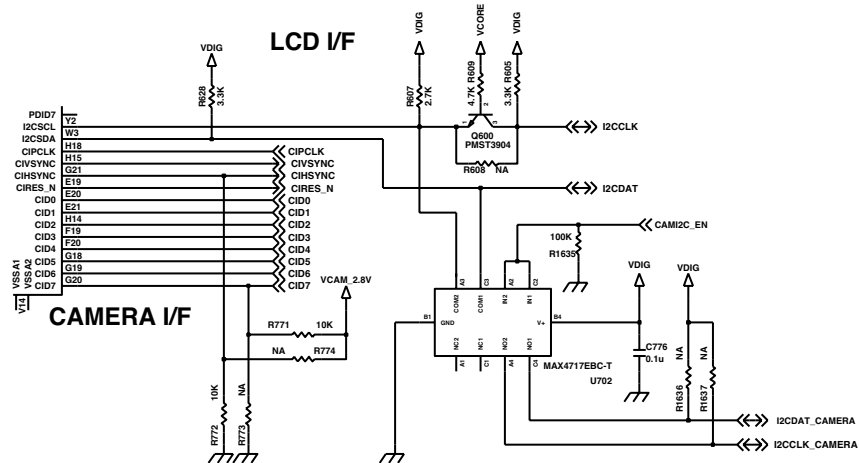 LCD I/F
VDIG
R628
3.3K
VDIG
R607
2.7K
VCORE
4.7K R609
VDIG
3.3K R605
1
2
3
Q600
PMST3904
R608
NA
I2CCLK
I2CDAT
PDID7
I2CSCL
I2CSDA
CIPCLK
CIVSYNC
CIHSYNC
CIRES_N
CID0
CID1
CID2
CID3
CID4
CID5
CID6
CID7
Y2
W3
H18
H15
G21
E19
E20
E21
H14
F19
F20
G18
G19
G20
CIPCLK
CIVSYNC
CIHSYNC
CIRES_N
CID0
CID1
CID2
CID3
CID4
CID5
CID6
CID7
VSSA1
VSSA2
V14
CAMERA I/F
VCAM_2.8V
R771
10K
NA
R774
10K
R772
NA
R773
CAMI2C_EN
100K
R1635
A3
C3
A2
C2
COM2
COM1
IN2
IN1
B1
GND
V+
B4
NC2
NC1
NO2
NO1
A1
C1
A4
C4
MAX4717EBC-T
U702
VDIG
C776
0.1u
VDIG
NA
NA
R1636
R1637
I2CDAT_CAMERA
I2CCLK_CAMERA